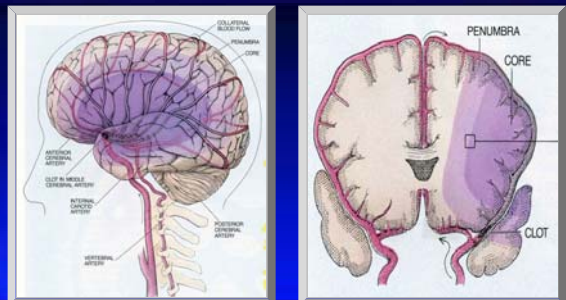 COLLATERAL
BLOOD FLOW
PENUMBRA
CORE
ANTERIOR
CEREBRAL
ARTERY
CLOT IN MIDDLE
CEREBRAL ARTERY
INTERNAL
CAROTID
ARTERY
VERTEBRAL
ARTERY
POSTERIOR
CEREBRAL
ARTERY
PENUMBRA
CORE
CLOT